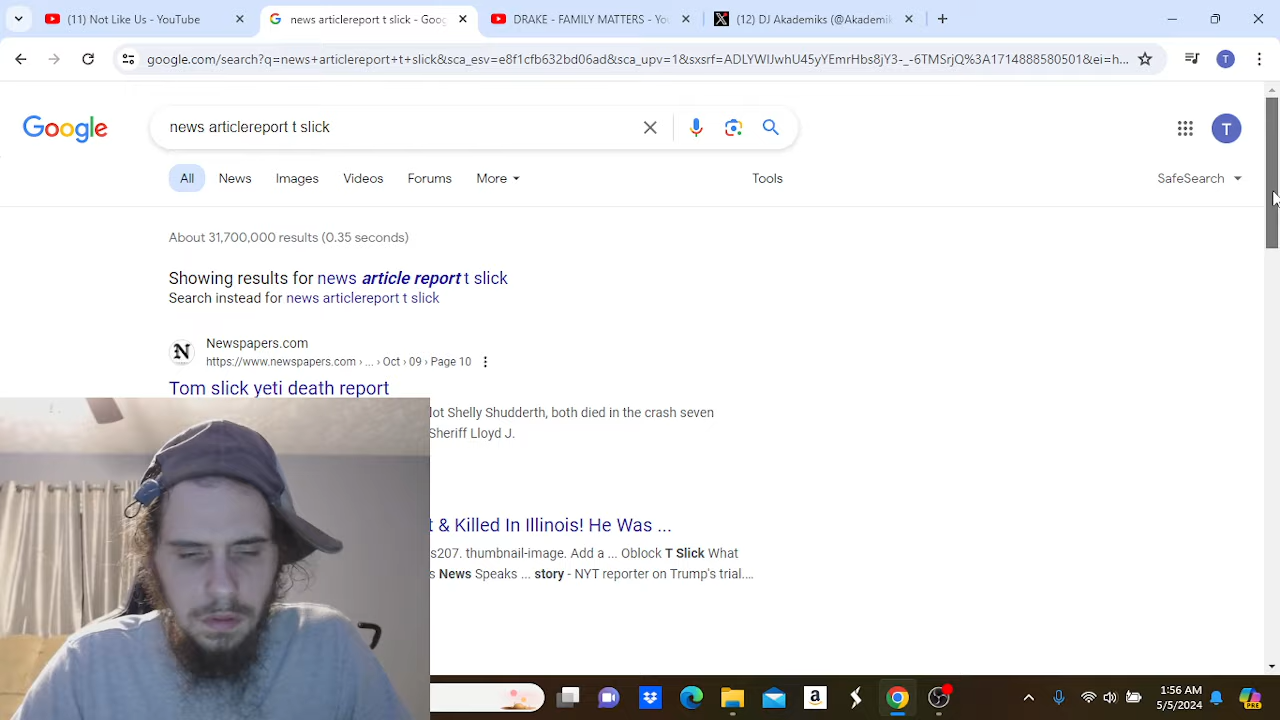 (11) Not Like Us - YouTube
news articlereport t slick - Goog
DRAKE - FAMILY MATTERS - You
(12) DJ Akademiks (@Akademik
google.com/search?q=news+articlereport+t+slick&sca_esv=e8f1cfb632bd06ad&sca_upv=1&sxsrf=ADLYWIJwhU45yYEmrHbs8jY3-_-6TMSrjQ%3A1714888580501&ei=h...
T
Google
news articlereport t slick
T
All
News
Images
Videos
Forums
More
Tools
SafeSearch
About 31,700,000 results (0.35 seconds)
Showing results for news article report t slick
Search instead for news articlereport t slick
N
Newspapers.com
https://www.newspapers.com › ... › Oct › 09 › Page 10
Tom slick yeti death report
lot Shelly Shudderth, both died in the crash seven
Sheriff Lloyd J.
t & Killed In Illinois! He Was ...
s207. thumbnail-image. Add a ... Oblock T Slick What
s News Speaks ... story - NYT reporter on Trump's trial....
1:56 AM
5/5/2024
PRE